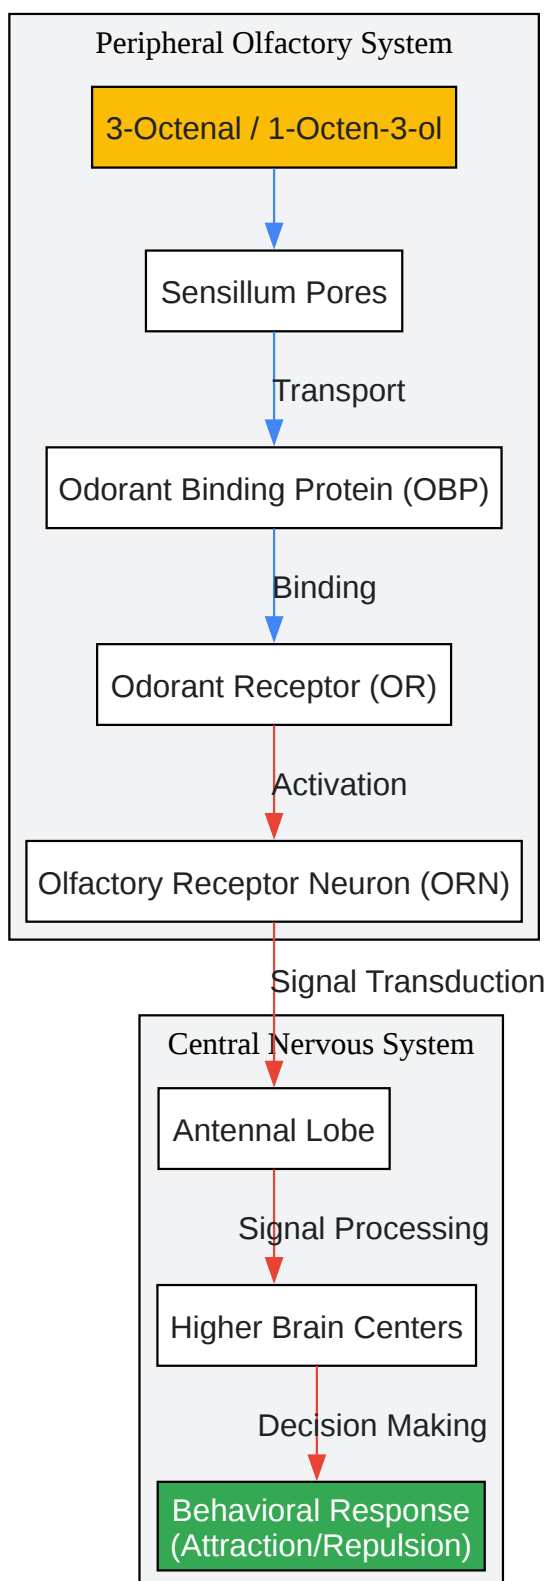 Peripheral Olfactory System
3-Octenal / 1-Octen-3-ol
Sensillum Pores
Transport
Odorant Binding Protein (OBP)
Binding
Odorant Receptor (OR)
Activation
Olfactory Receptor Neuron (ORN)
Signal Transduction
Central Nervous System
Antennal Lobe
Signal Processing
Higher Brain Centers
Decision Making
Behavioral Response
(Attraction/Repulsion)